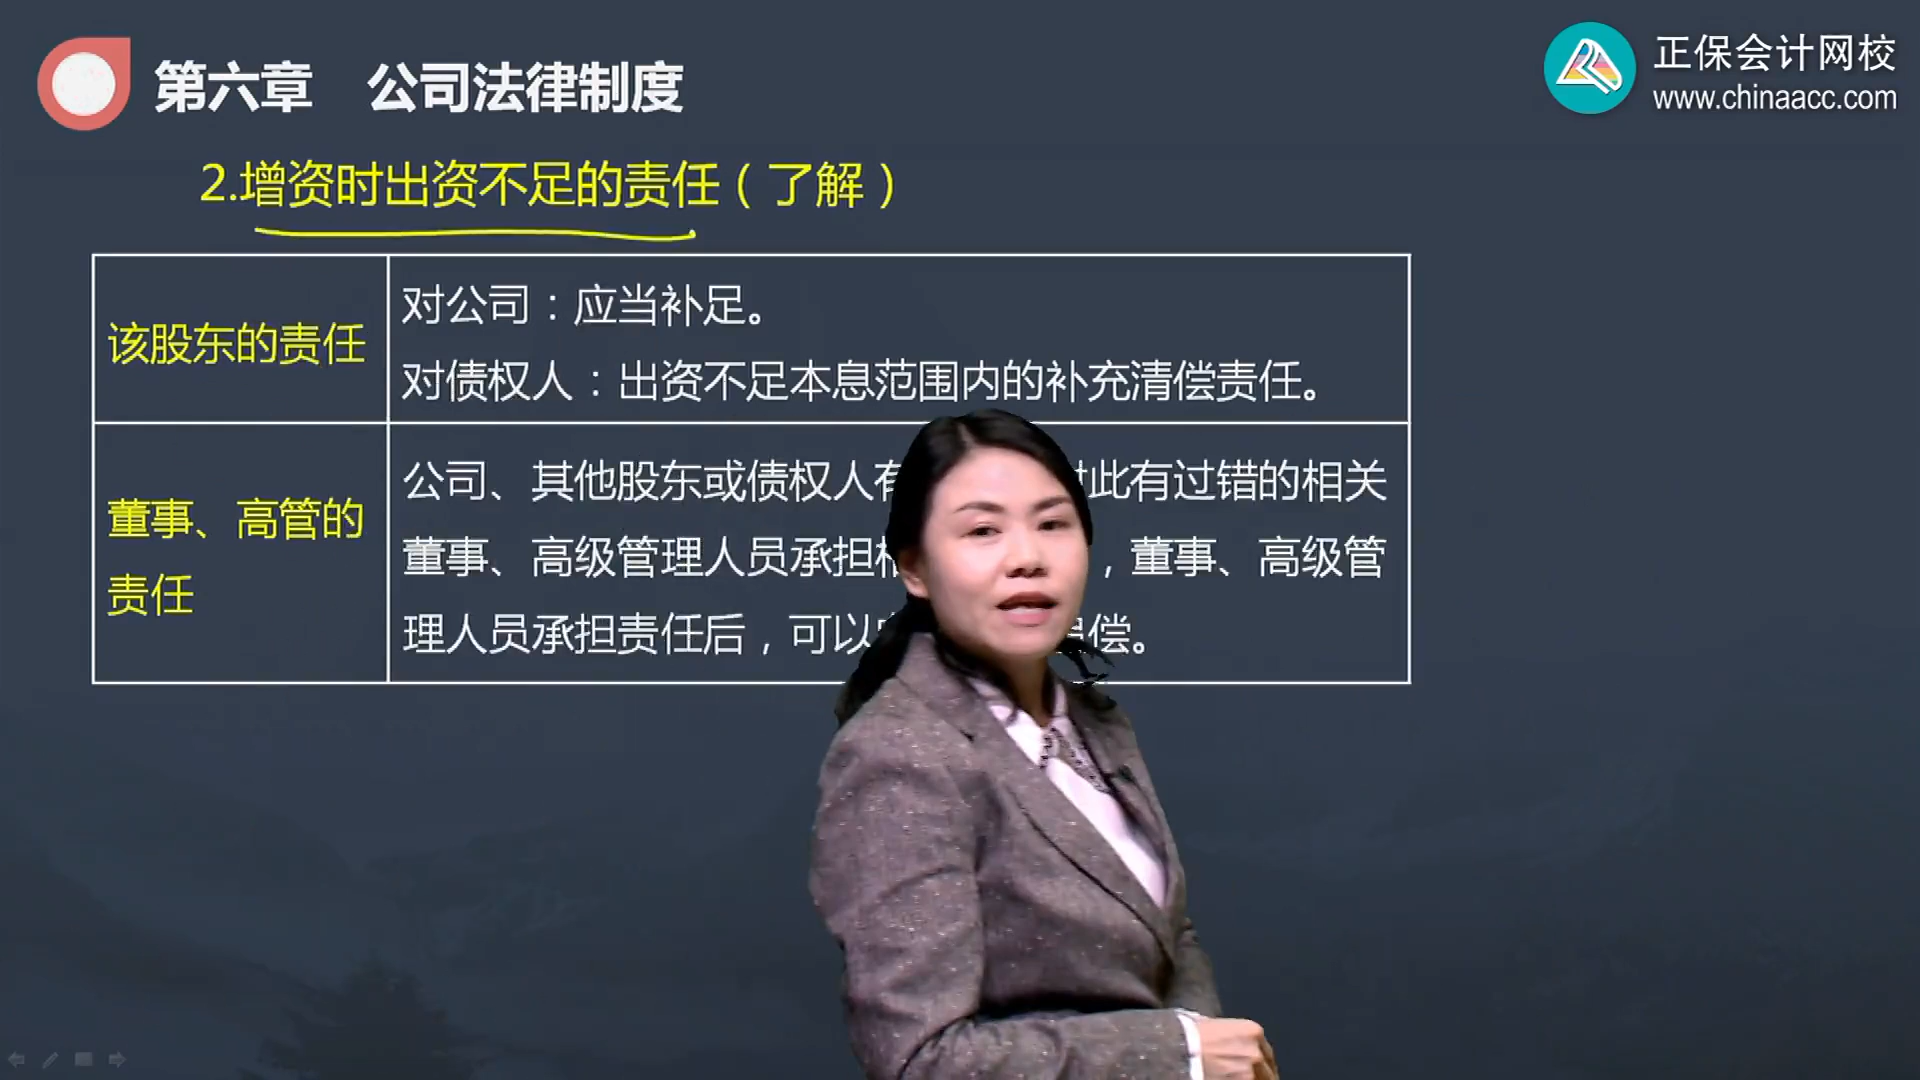 第六章 公司法律制度
正保会计网校
www.chinaacc.com
2.增资时出资不足的责任（了解）
该股东的责任
对公司：应当补足。
对债权人：出资不足本息范围内的补充清偿责任。
董事、高管的
责任
公司、其他股东或债权人有 此有过错的相关
董事、高级管理人员承担 ，董事、高级管
理人员承担责任后，可以 偿。